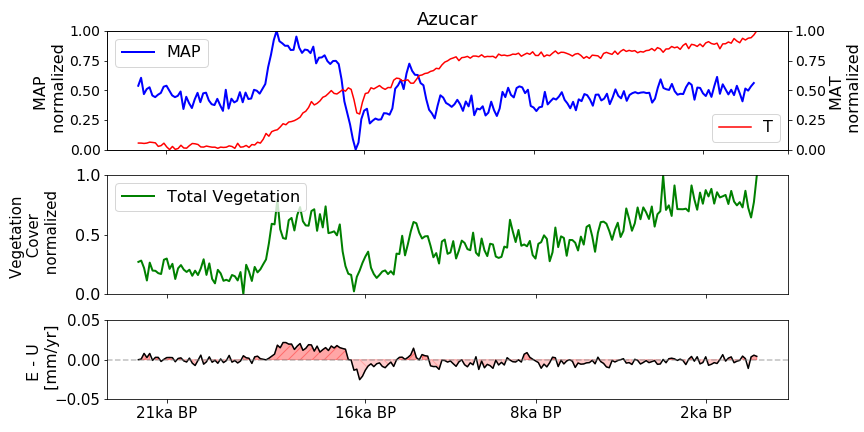 Azucar
1.00
0.75
0.50
0.25
0.00
MAP
normalized
MAP
1.00
0.75
0.50
0.25
0.00
MAT
normalized
T
1.0
0.5
0.0
Vegetation
Cover
normalized
Total Vegetation
0.05
0.00
−0.05
E - U
[mm/yr]
21ka BP
16ka BP
8ka BP
2ka BP